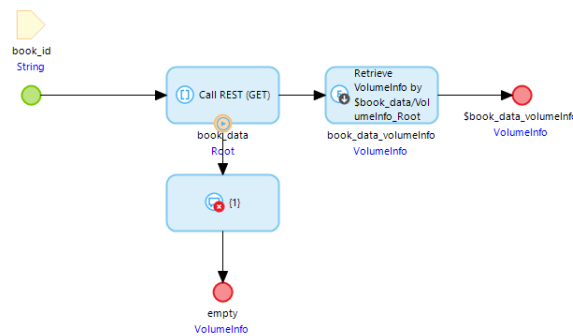 book_id
String
Call REST (GET)
book_data
Root
Retrieve
VolumeInfo by
$book_data/Vol
umeInfo_Root
book_data_volumeInfo
VolumeInfo
$book_data_volumeInfo
VolumeInfo
{1}
empty
VolumeInfo